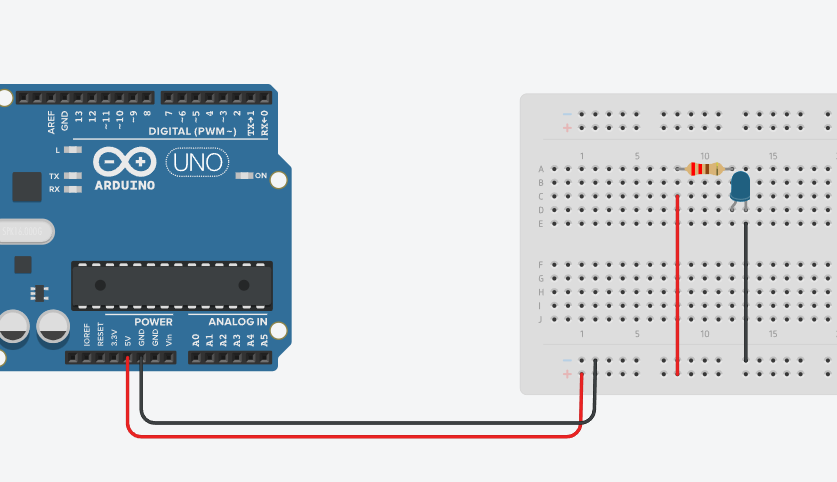 AREF
GND
13
12
~11
~10
~9
8
7
~6
~5
4
~3
2
TX→1
RX←0
DIGITAL (PWM~)
L
TX
RX
UNO
ON
ARDUINO
IOREF
RESET
3.3V
5V
GND
GND
Vin
POWER
A0
A1
A2
A3
A4
A5
ANALOG IN
− +
1 5 10 15
A
B
C
D
E
F
G
H
I
J
1 5 10 15
− +